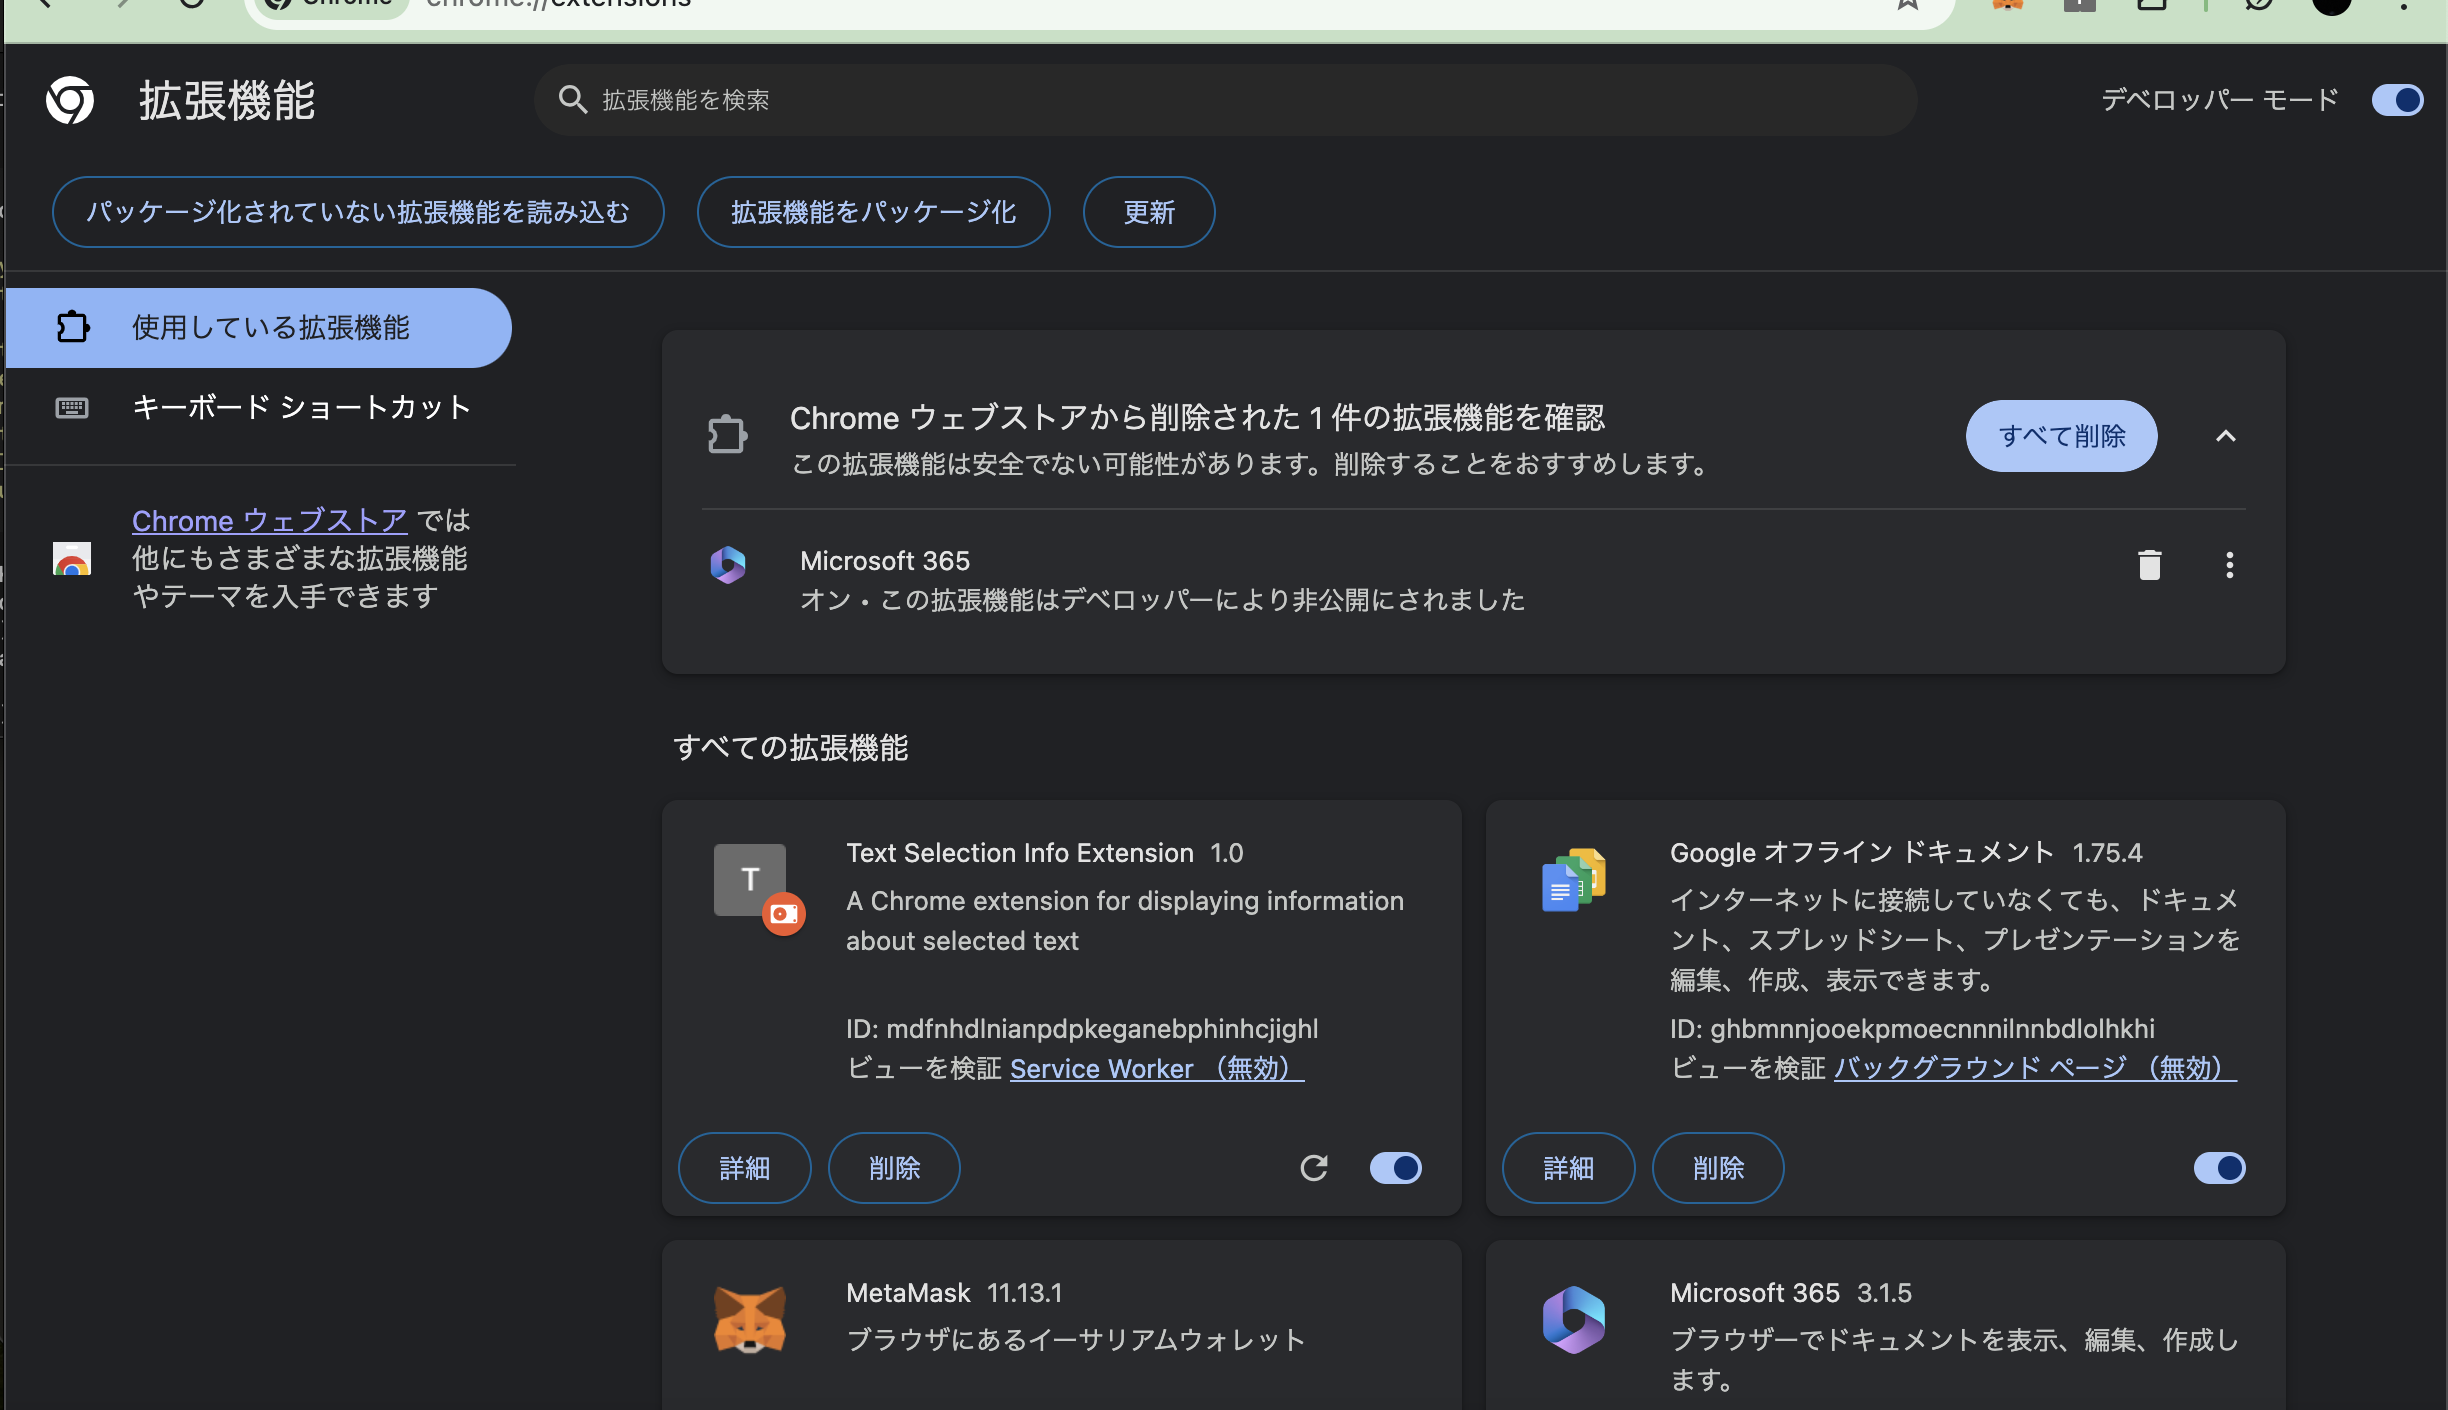 Chrome
chrome://extensions
拡張機能
拡張機能を検索
デベロッパー モード
パッケージ化されていない拡張機能を読み込む
拡張機能をパッケージ化
更新
使用している拡張機能
キーボード ショートカット
Chrome ウェブストア では
他にもさまざまな拡張機能
やテーマを入手できます
Chrome ウェブストアから削除された 1 件の拡張機能を確認
この拡張機能は安全でない可能性があります。削除することをおすすめします。
すべて削除
Microsoft 365
オン・この拡張機能はデベロッパーにより非公開にされました
すべての拡張機能
T
Text Selection Info Extension 1.0
A Chrome extension for displaying information
about selected text
ID: mdfnhdlnianpdpkeganebphinhcjighl
ビューを検証 Service Worker （無効）
詳細
削除
Google オフライン ドキュメント 1.75.4
インターネットに接続していなくても、ドキュメ
ント、スプレッドシート、プレゼンテーションを
編集、作成、表示できます。
ID: ghbmnnjooekpmoecnnnilnnbdlolhkhi
ビューを検証 バックグラウンド ページ （無効）
詳細
削除
MetaMask 11.13.1
ブラウザにあるイーサリアムウォレット
Microsoft 365 3.1.5
ブラウザーでドキュメントを表示、編集、作成し
ます。